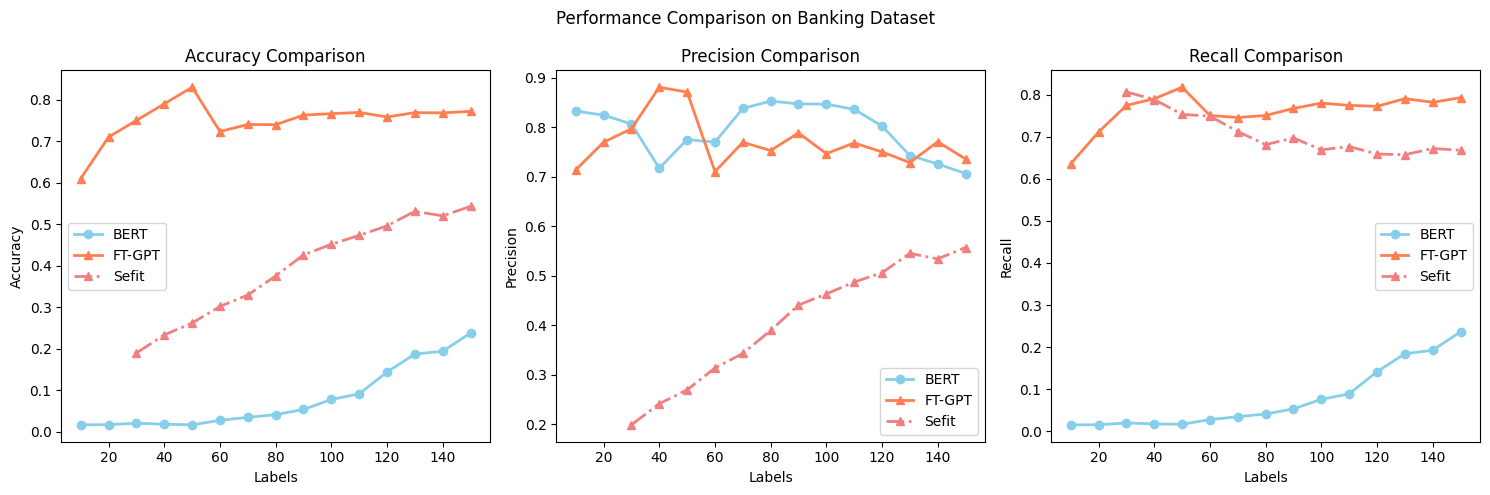 Performance Comparison on Banking Dataset
Accuracy Comparison
Accuracy
0.8
0.7
0.6
0.5
0.4
0.3
0.2
0.1
0.0
BERT
FT-GPT
Sefit
20 40 60 80 100 120 140
Labels
Precision Comparison
Precision
0.9
0.8
0.7
0.6
0.5
0.4
0.3
0.2
BERT
FT-GPT
Sefit
20 40 60 80 100 120 140
Labels
Recall Comparison
Recall
0.8
0.7
0.6
0.5
0.4
0.3
0.2
0.1
0.0
BERT
FT-GPT
Sefit
20 40 60 80 100 120 140
Labels